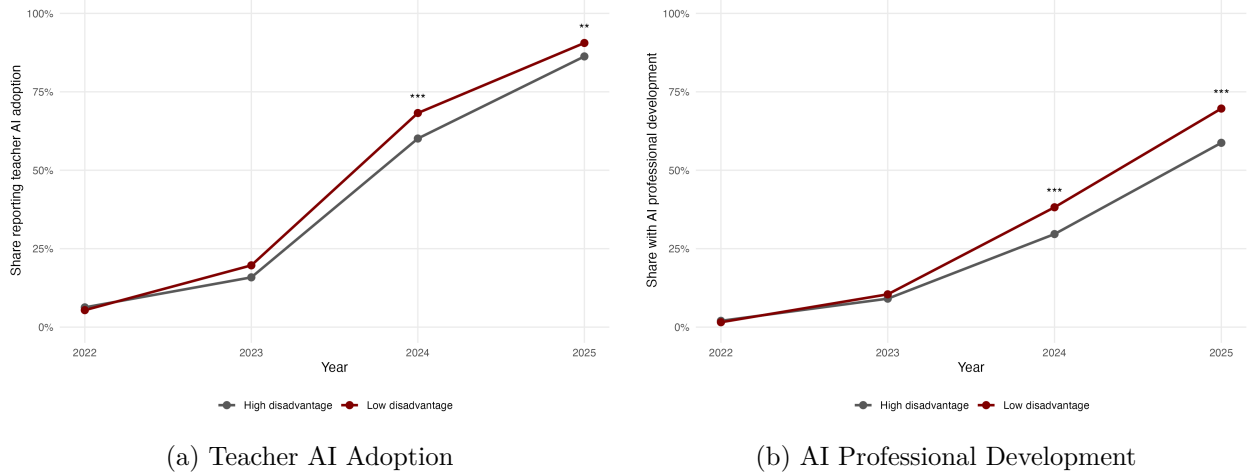 100%
75%
50%
25%
0%
Share reporting teacher AI adoption
**
***
2022 2023 2024 2025
Year
High disadvantage Low disadvantage
(a) Teacher AI Adoption
100%
75%
50%
25%
0%
Share with AI professional development
***
***
2022 2023 2024 2025
Year
High disadvantage Low disadvantage
(b) AI Professional Development